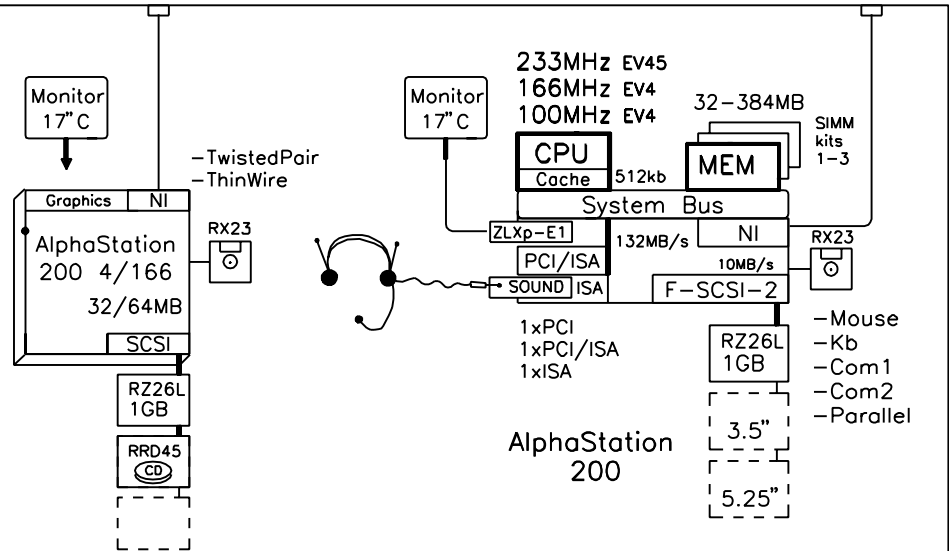 Monitor
17"C
-TwistedPair
-ThinWire
Graphics
NI
AlphaStation
200 4/166
32/64MB
SCSI
RX23
RZ26L
1GB
RRD45
CD
Monitor
17"C
233MHz EV45
166MHz EV4
100MHz EV4
32-384MB
SIMM
kits
1-3
CPU
Cache
512kb
MEM
System Bus
ZLXp-E1
132MB/s
NI
PCI/ISA
10MB/s
RX23
SOUND
ISA
F-SCSI-2
1xPCI
1xPCI/ISA
1xISA
RZ26L
1GB
-Mouse
-Kb
-Com1
-Com2
-Parallel
3.5"
5.25"
AlphaStation
200